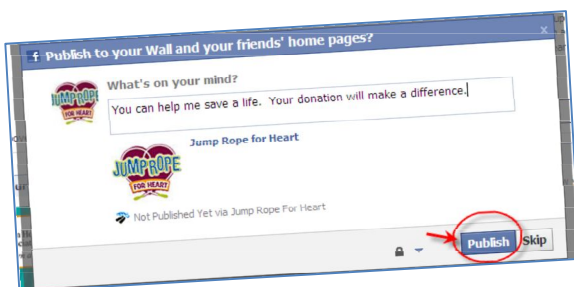 Publish to your Wall and your friends' home pages?
x
What's on your mind?
JUMP ROPE
FOR HEART
You can help me save a life.  Your donation will make a difference.
Jump Rope for Heart
JUMP ROPE
FOR HEART
Not Published Yet via Jump Rope For Heart
Publish Skip